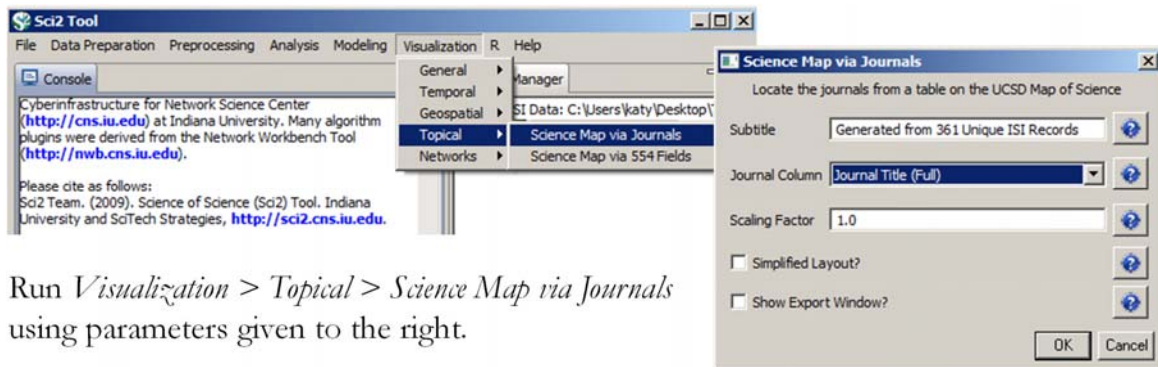 Sci2 Tool
File Data Preparation Preprocessing Analysis Modeling Visualization R Help
Console
Cyberinfrastructure for Network Science Center
(http://cns.iu.edu) at Indiana University. Many algorithm
plugins were derived from the Network Workbench Tool
(http://nwb.cns.iu.edu).
Please cite as follows:
Sci2 Team. (2009). Science of Science (Sci2) Tool. Indiana
University and SciTech Strategies, http://sci2.cns.iu.edu.
General
Temporal
Geospatial
Topical
Networks
Manager
SI Data: C:\Users\katy\Desktop\
Science Map via Journals
Science Map via 554 Fields
Science Map via Journals
Locate the journals from a table on the UCSD Map of Science
Subtitle Generated from 361 Unique ISI Records
Journal Column Journal Title (Full)
Scaling Factor 1.0
Simplified Layout?
Show Export Window?
OK Cancel
Run Visualization > Topical > Science Map via Journals
using parameters given to the right.